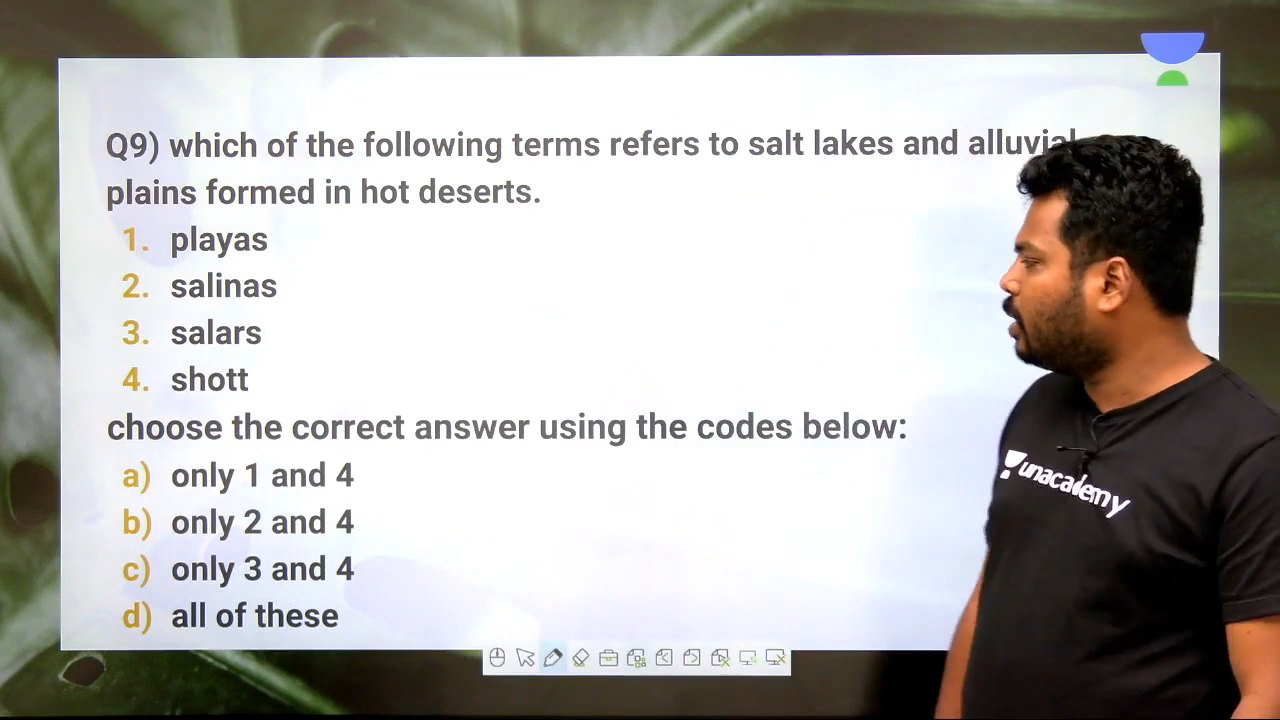 Q9) which of the following terms refers to salt lakes and alluvial
plains formed in hot deserts.
1. playas
2. salinas
3. salars
4. shott
choose the correct answer using the codes below:
a) only 1 and 4
b) only 2 and 4
c) only 3 and 4
d) all of these
unacademy